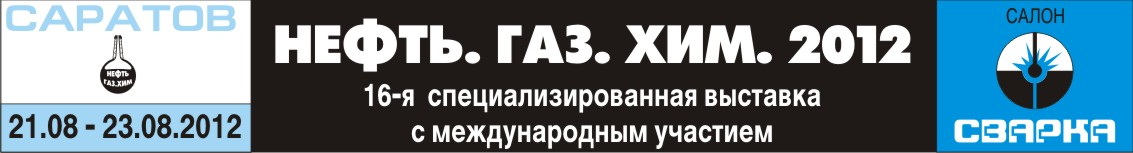 САРАТОВ
НЕФТЬ
ГАЗ.ХИМ
21.08 - 23.08.2012
НЕФТЬ. ГАЗ. ХИМ. 2012
16-я специализированная выставка
с международным участием
САЛОН
СВАРКА